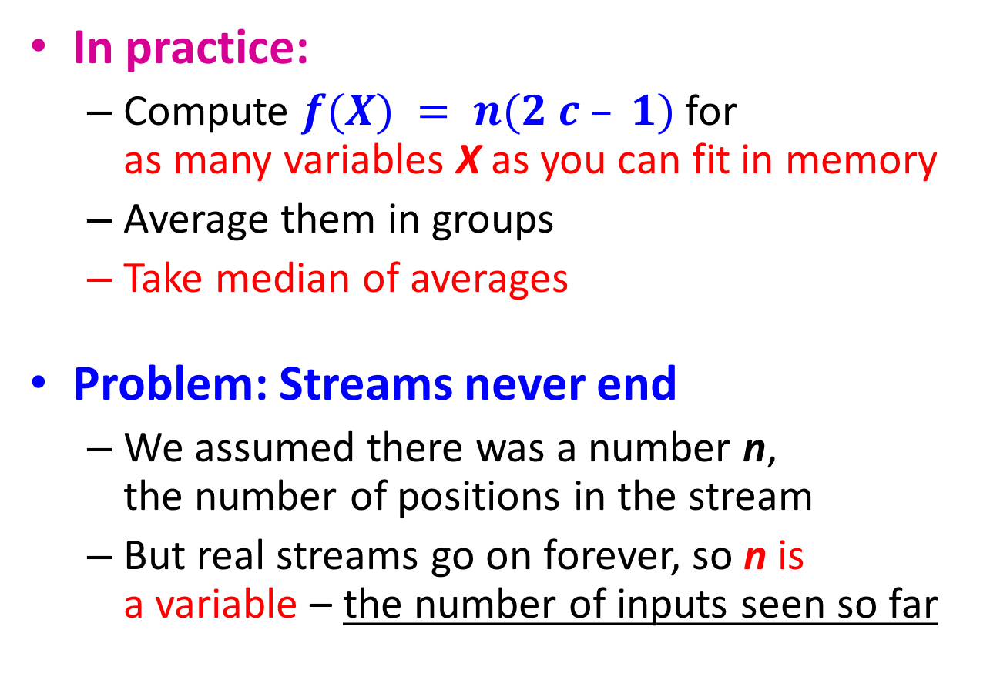 • In practice:
– Compute f(X) = n(2 c – 1) for
as many variables X as you can fit in memory
– Average them in groups
– Take median of averages
• Problem: Streams never end
– We assumed there was a number n,
the number of positions in the stream
– But real streams go on forever, so n is
a variable – the number of inputs seen so far